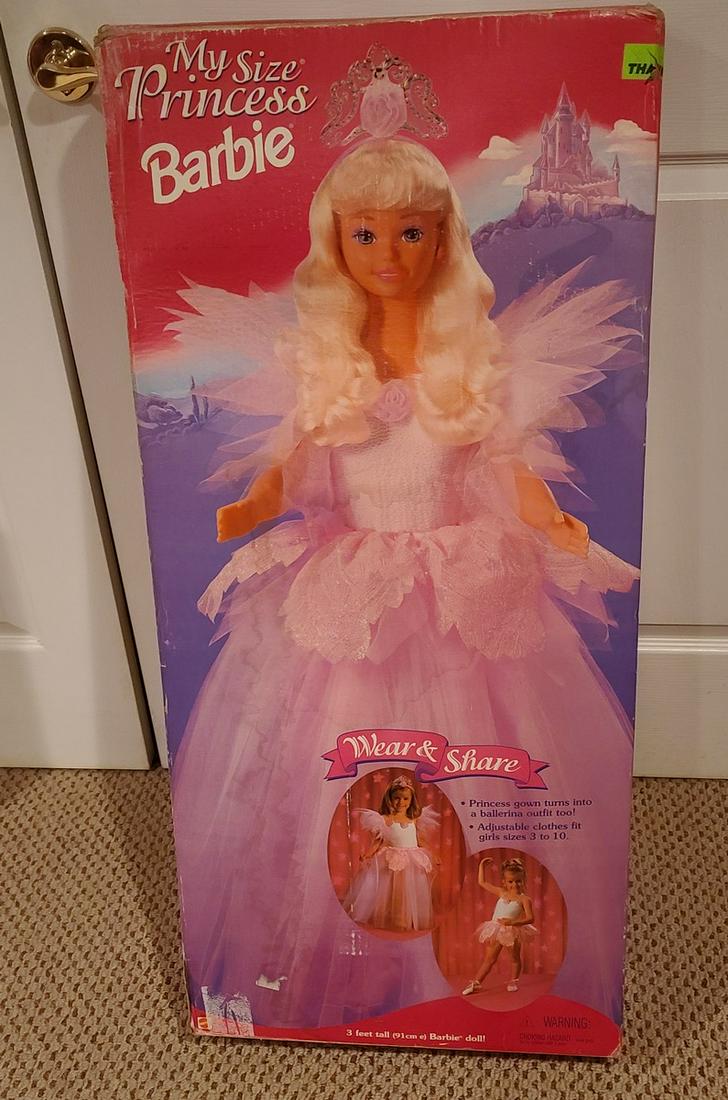 My Size
Princess
Barbie
Wear & Share
• Princess gown turns into
a ballerina outfit too!
• Adjustable clothes fit
girls sizes 3 to 10.
3 feet tall (91cm e) Barbie® doll!
WARNING:
CHOKING HAZARD